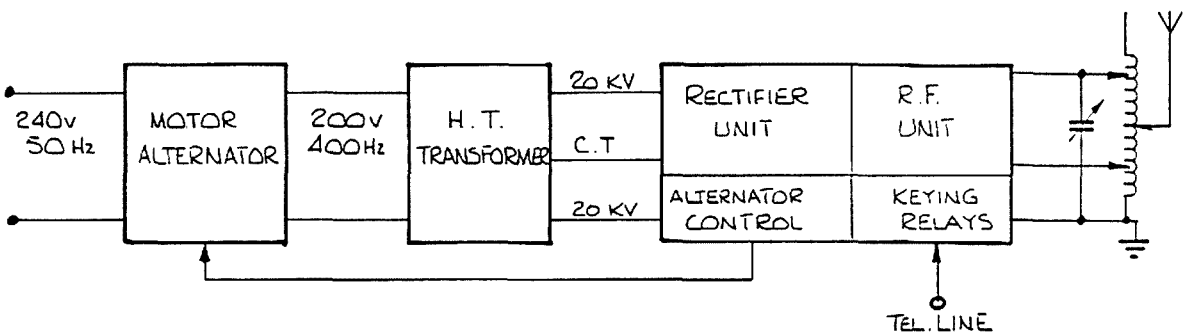 240v
50 Hz
MOTOR
ALTERNATOR
200v
400Hz
H.T.
TRANSFORMER
20 KV
C.T
20 KV
RECTIFIER
UNIT
R.F.
UNIT
ALTERNATOR
CONTROL
KEYING
RELAYS
TEL. LINE